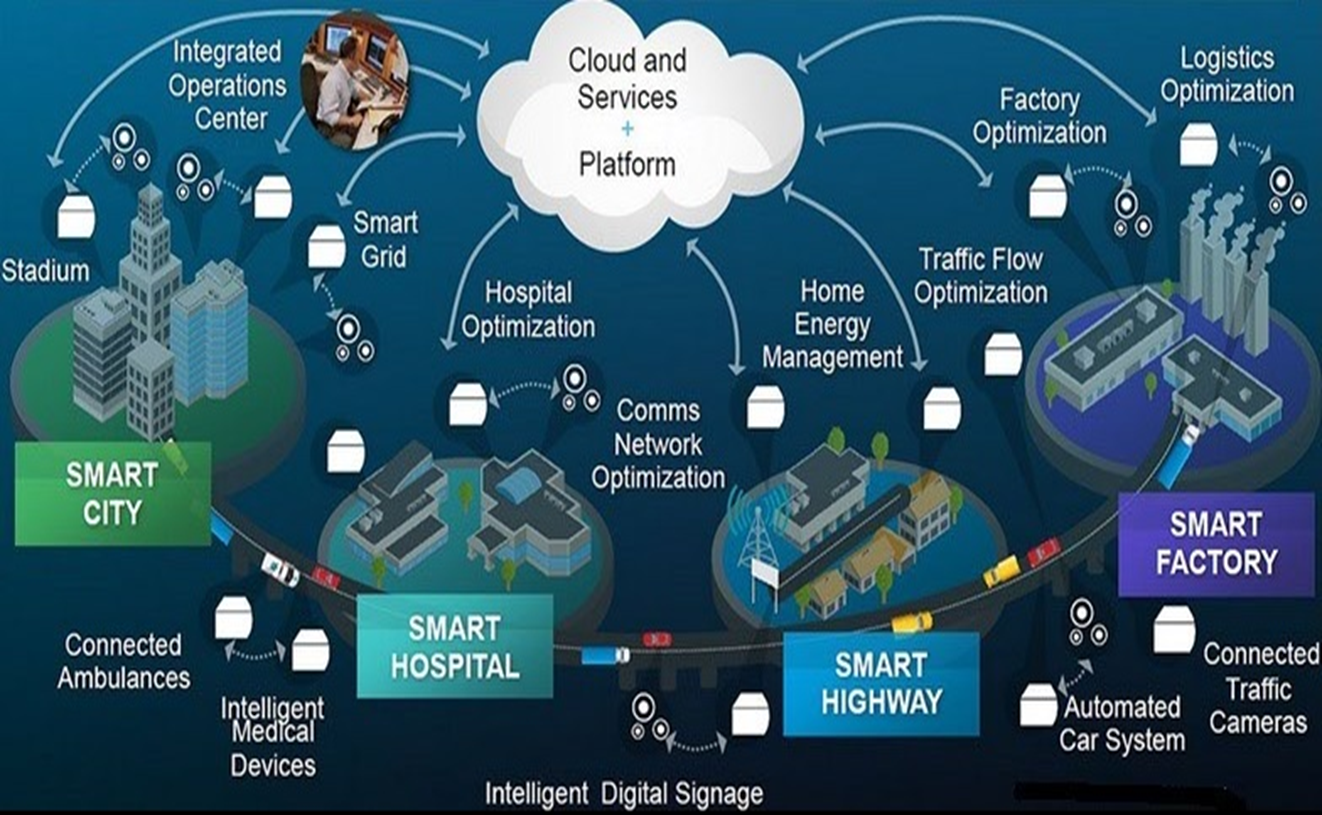 Integrated
Operations
Center
Cloud and
Services
+
Platform
Logistics
Optimization
Factory
Optimization
Stadium
Smart
Grid
Hospital
Optimization
Home
Energy
Management
Traffic Flow
Optimization
Comms
Network
Optimization
SMART
CITY
SMART
FACTORY
SMART
HOSPITAL
SMART
HIGHWAY
Connected
Ambulances
Intelligent
Medical
Devices
Intelligent Digital Signage
Automated
Car System
Connected
Traffic
Cameras